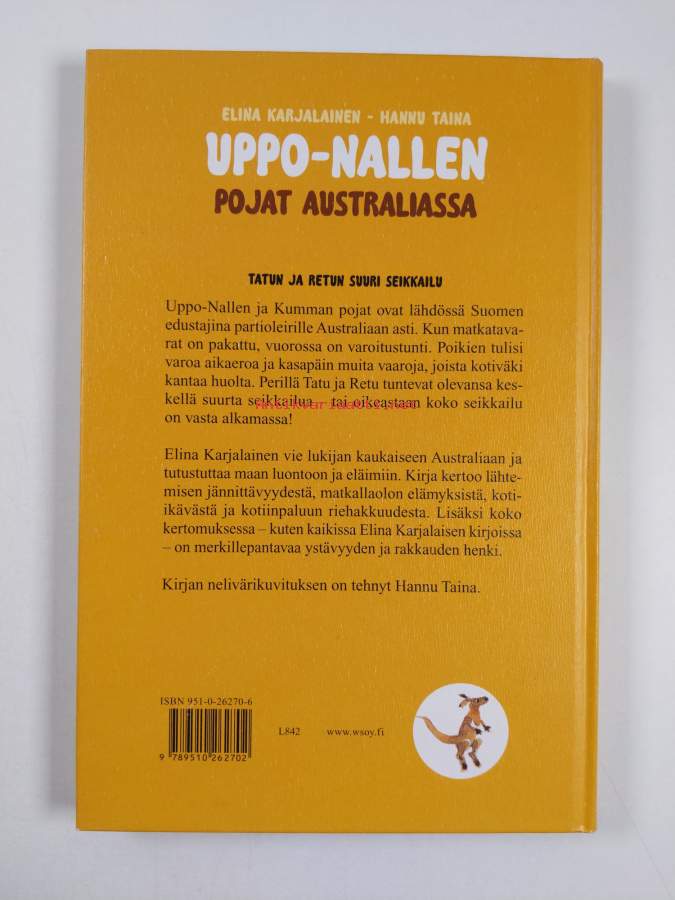 ELINA KARJALAINEN - HANNU TAINA
UPPO-NALLEN
POJAT AUSTRALIASSA
TATUN JA RETUN SUURI SEIKKAILU
Uppo-Nallen ja Kumman pojat ovat lähdössä Suomen
edustajina partioleirille Australiaan asti. Kun matkatava-
rat on pakattu, vuorossa on varoitustunti. Poikien tulisi
varoa aikaeroa ja kasapäin muita vaaroja, joista kotiväki
kantaa huolta. Perillä Tatu ja Retu tuntevat olevansa kes-
kellä suurta seikkailua – tai oikeastaan koko seikkailu
Antikvariaatti.net
on vasta alkamassa!
Elina Karjalainen vie lukijan kaukaiseen Australiaan ja
tutustuttaa maan luontoon ja eläimiin. Kirja kertoo lähte-
misen jännittävyydestä, matkallaolon elämyksistä, koti-
ikävästä ja kotiinpaluun riehakkuudesta. Lisäksi koko
kertomuksessa – kuten kaikissa Elina Karjalaisen kirjoissa
– on merkillepantavaa ystävyyden ja rakkauden henki.
Kirjan nelivärikuvituksen on tehnyt Hannu Taina.
ISBN 951-0-26270-6
L842 www.wsoy.fi
9 789510 262702